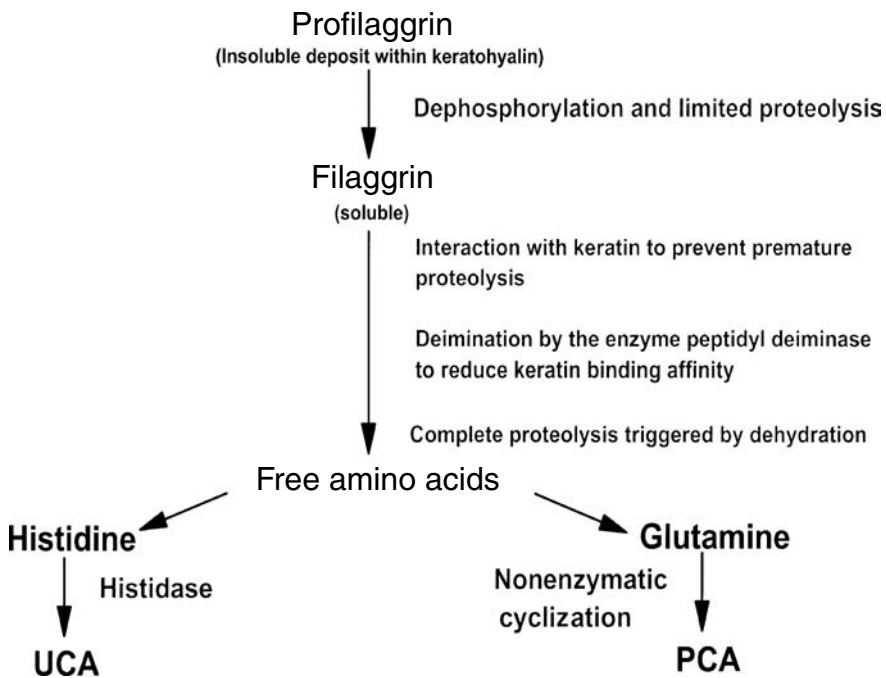 Profilaggrin
(Insoluble deposit within keratohyalin)
Dephosphorylation and limited proteolysis
Filaggrin
(soluble)
Interaction with keratin to prevent premature
proteolysis
Deimination by the enzyme peptidyl deiminase
to reduce keratin binding affinity
Complete proteolysis triggered by dehydration
Free amino acids
Histidine
Histidase
UCA
Glutamine
Nonenzymatic
cyclization
PCA